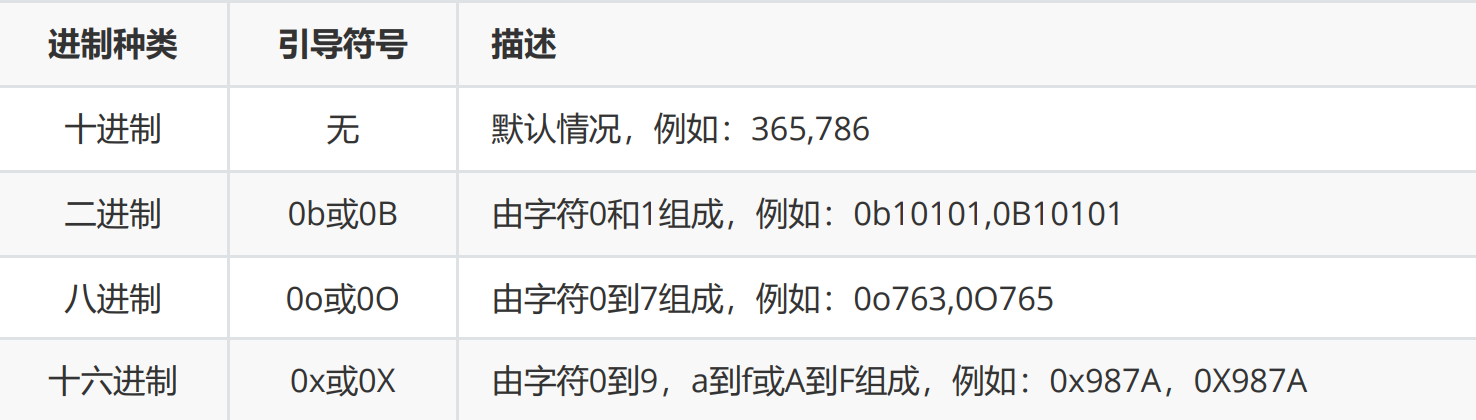 进制种类 引导符号 描述
十进制 无 默认情况，例如：365,786
二进制 0b或0B 由字符0和1组成，例如：0b10101,0B10101
八进制 0o或0O 由字符0到7组成，例如：0o763,0O765
十六进制 0x或0X 由字符0到9，a到f或A到F组成，例如：0x987A，0X987A